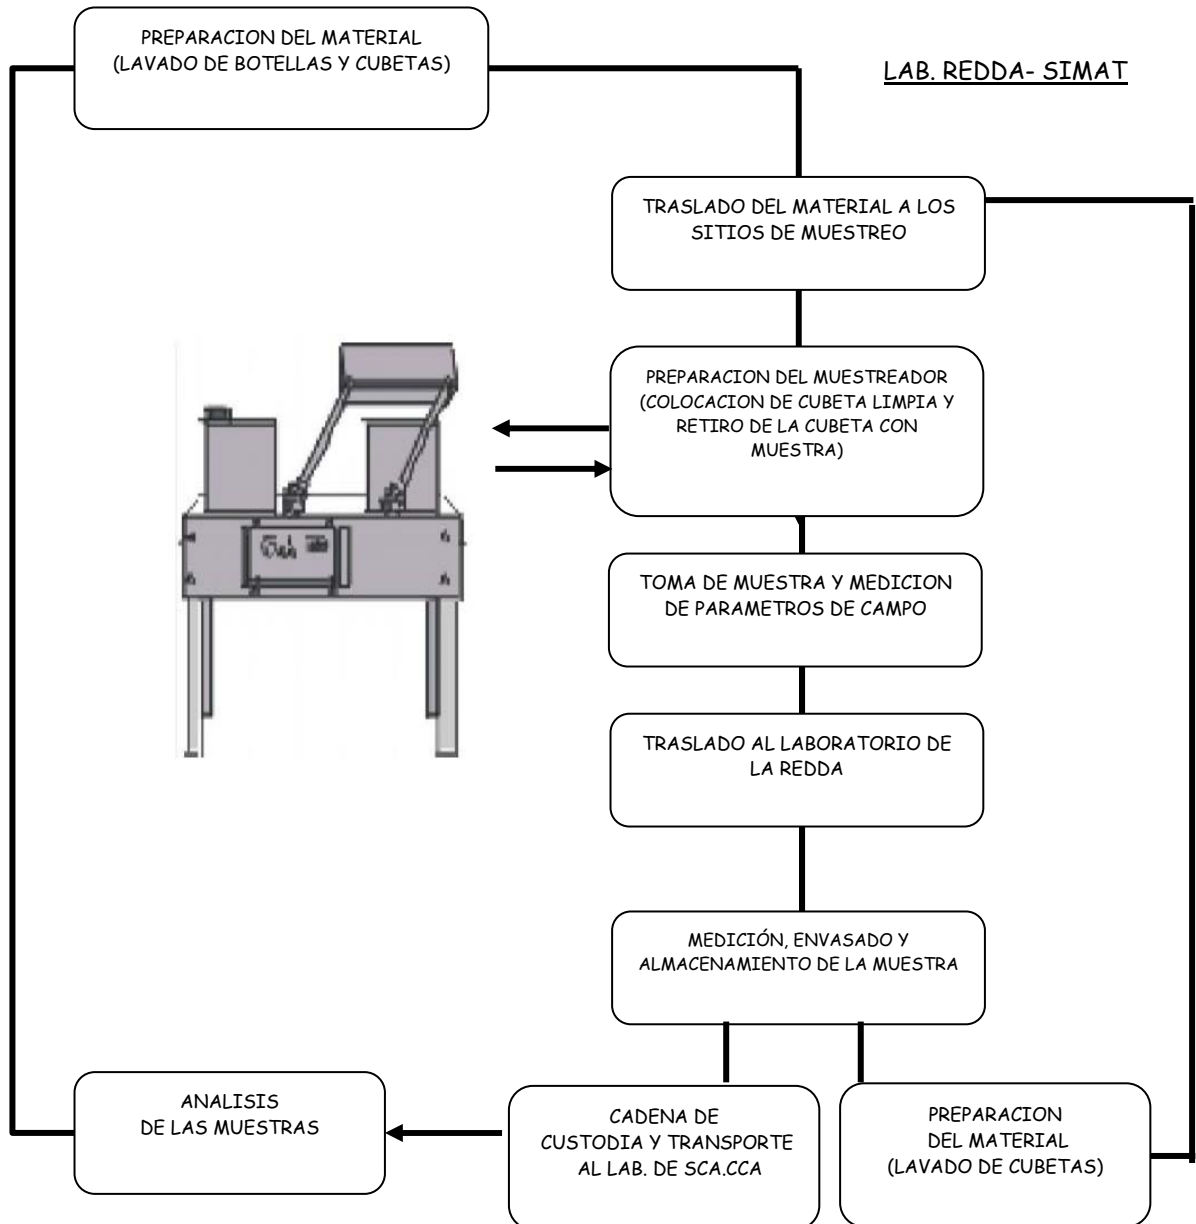 PREPARACION DEL MATERIAL
(LAVADO DE BOTELLAS Y CUBETAS)
LAB. REDDA- SIMAT
TRASLADO DEL MATERIAL A LOS
SITIOS DE MUESTREO
PREPARACION DEL MUESTREADOR
(COLOCACION DE CUBETA LIMPIA Y
RETIRO DE LA CUBETA CON
MUESTRA)
TOMA DE MUESTRA Y MEDICION
DE PARAMETROS DE CAMPO
TRASLADO AL LABORATORIO DE
LA REDDA
MEDICIÓN, ENVASADO Y
ALMACENAMIENTO DE LA MUESTRA
ANALISIS
DE LAS MUESTRAS
CADENA DE
CUSTODIA Y TRANSPORTE
AL LAB. DE SCA.CCA
PREPARACION
DEL MATERIAL
(LAVADO DE CUBETAS)